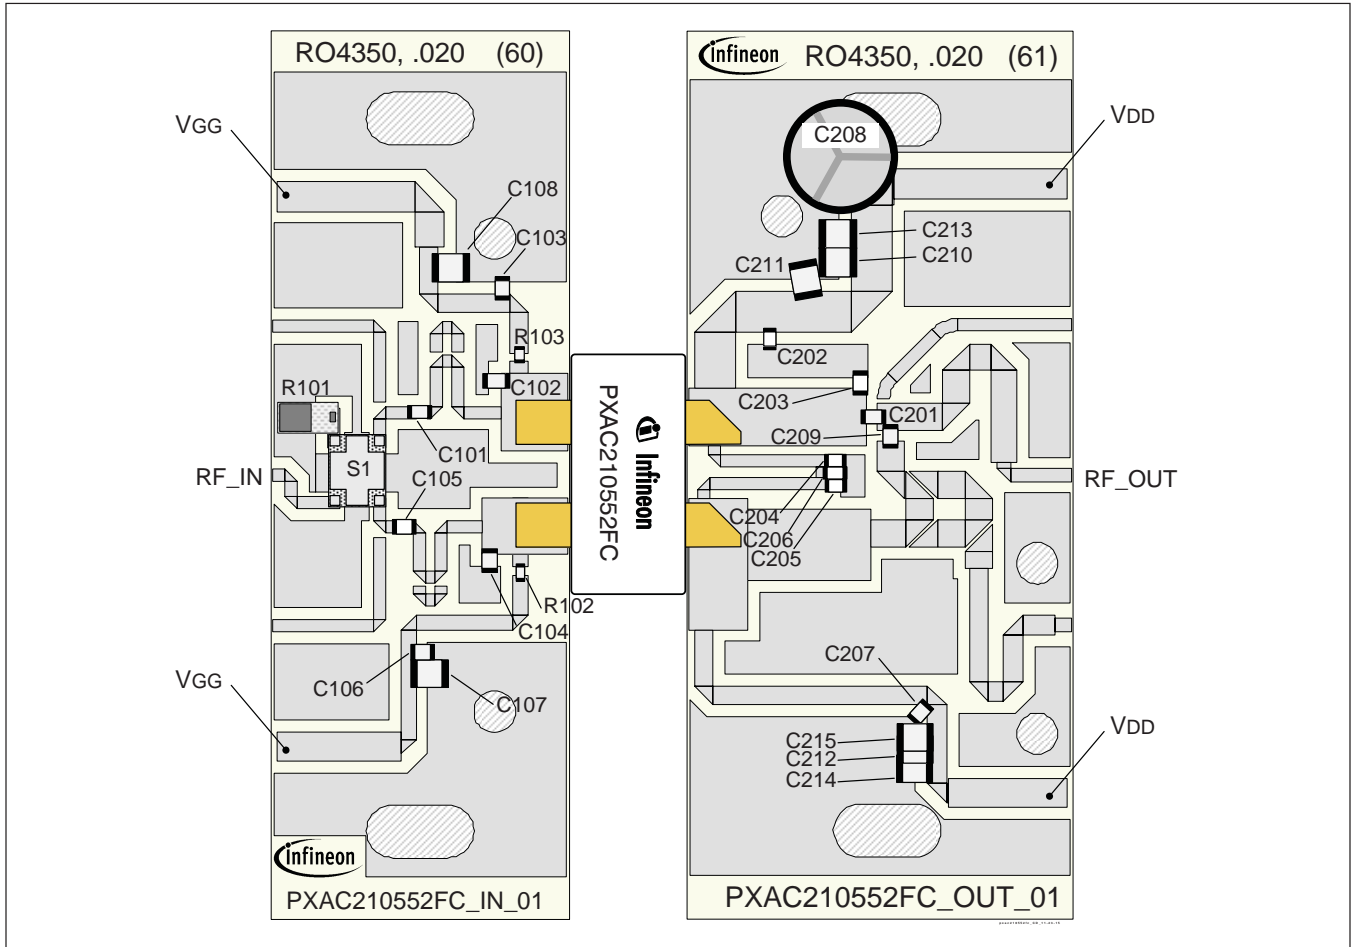 RO4350, .020 (60)
VGG
C108
C103
R103
R101
C102
C101
S1
RF_IN
C105
R102
C104
C106
C107
VGG
infineon
PXAC210552FC_IN_01
PXAC210552FC
Infineon
infineon
RO4350, .020 (61)
C208
VDD
C213
C210
C211
C202
C203
C201
C209
RF_OUT
C204
C206
C205
C207
C215
C212
C214
VDD
PXAC210552FC_OUT_01